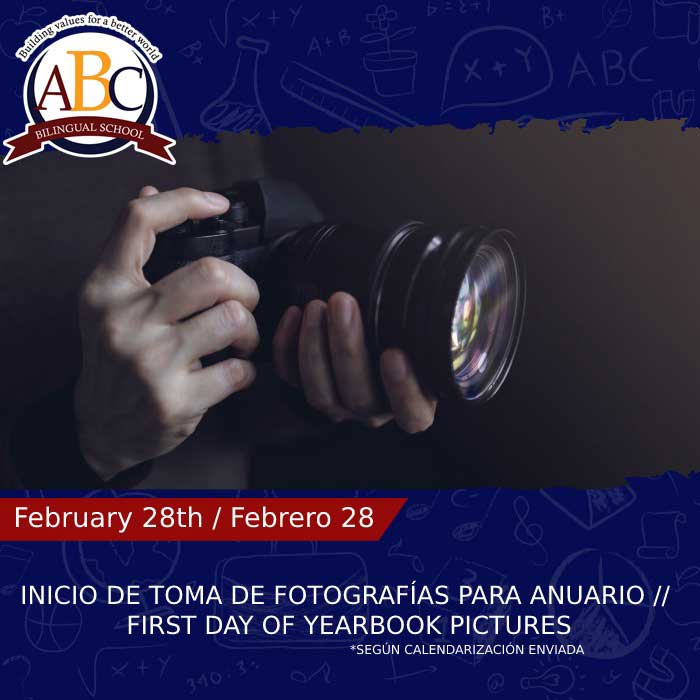 Building values for a better world
ABC
BILINGUAL SCHOOL
X + Y
A+B
X + Y
B+
ABC
February 28th / Febrero 28
INICIO DE TOMA DE FOTOGRAFÍAS PARA ANUARIO //
FIRST DAY OF YEARBOOK PICTURES
*SEGÚN CALENDARIZACIÓN ENVIADA